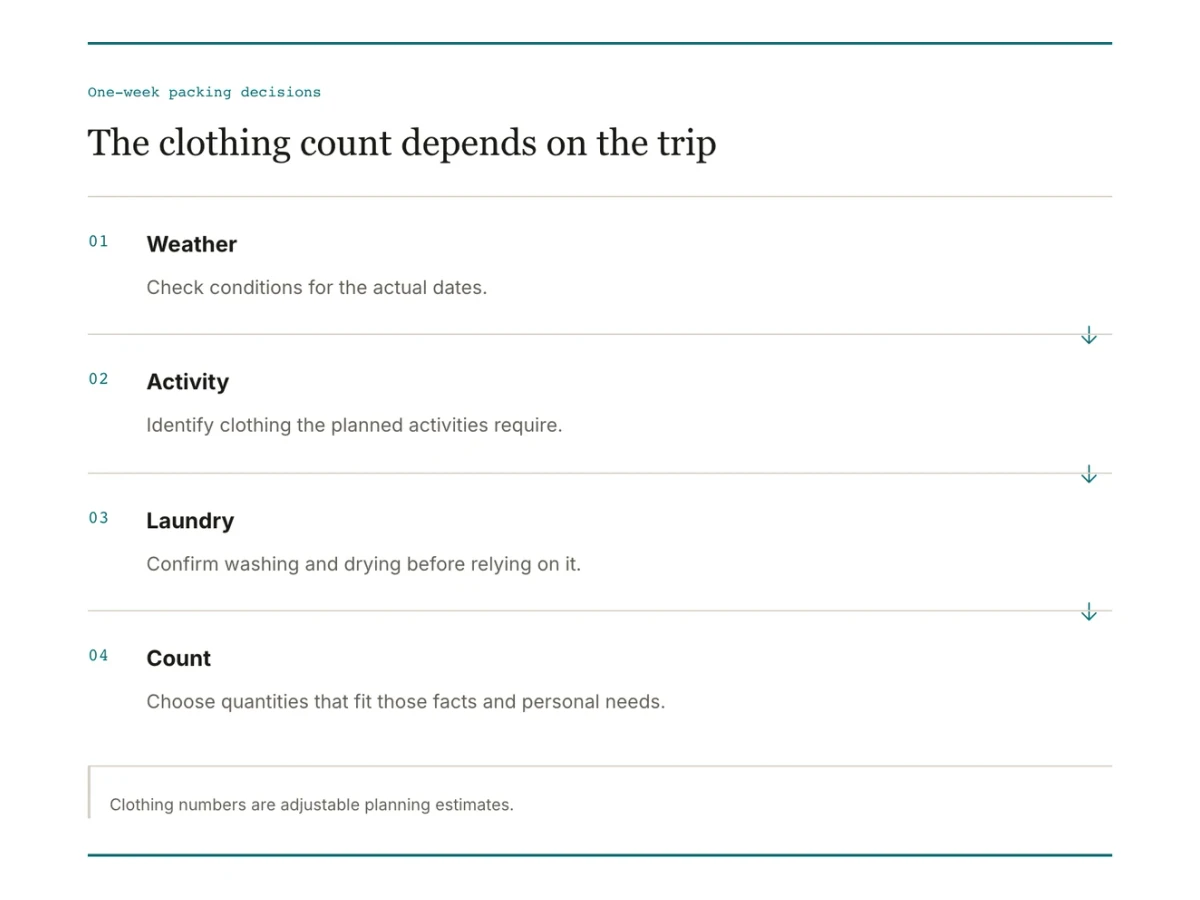 One-week packing decisions
The clothing count depends on the trip
01
Weather
Check conditions for the actual dates.
02
Activity
Identify clothing the planned activities require.
03
Laundry
Confirm washing and drying before relying on it.
04
Count
Choose quantities that fit those facts and personal needs.
Clothing numbers are adjustable planning estimates.